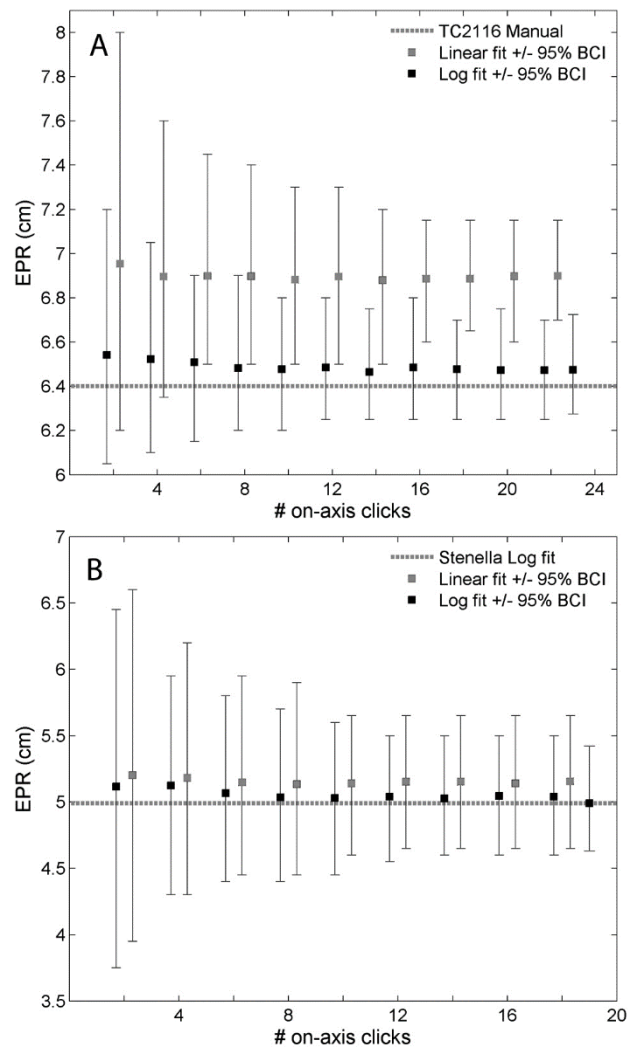 A
TC2116 Manual
Linear fit +/- 95% BCI
Log fit +/- 95% BCI
8
7.8
7.6
7.4
7.2
7
6.8
6.6
6.4
6.2
6
EPR (cm)
4 8 12 16 20 24
# on-axis clicks
B
Stenella Log fit
Linear fit +/- 95% BCI
Log fit +/- 95% BCI
7
6.5
6
5.5
5
4.5
4
3.5
EPR (cm)
4 8 12 16 20
# on-axis clicks